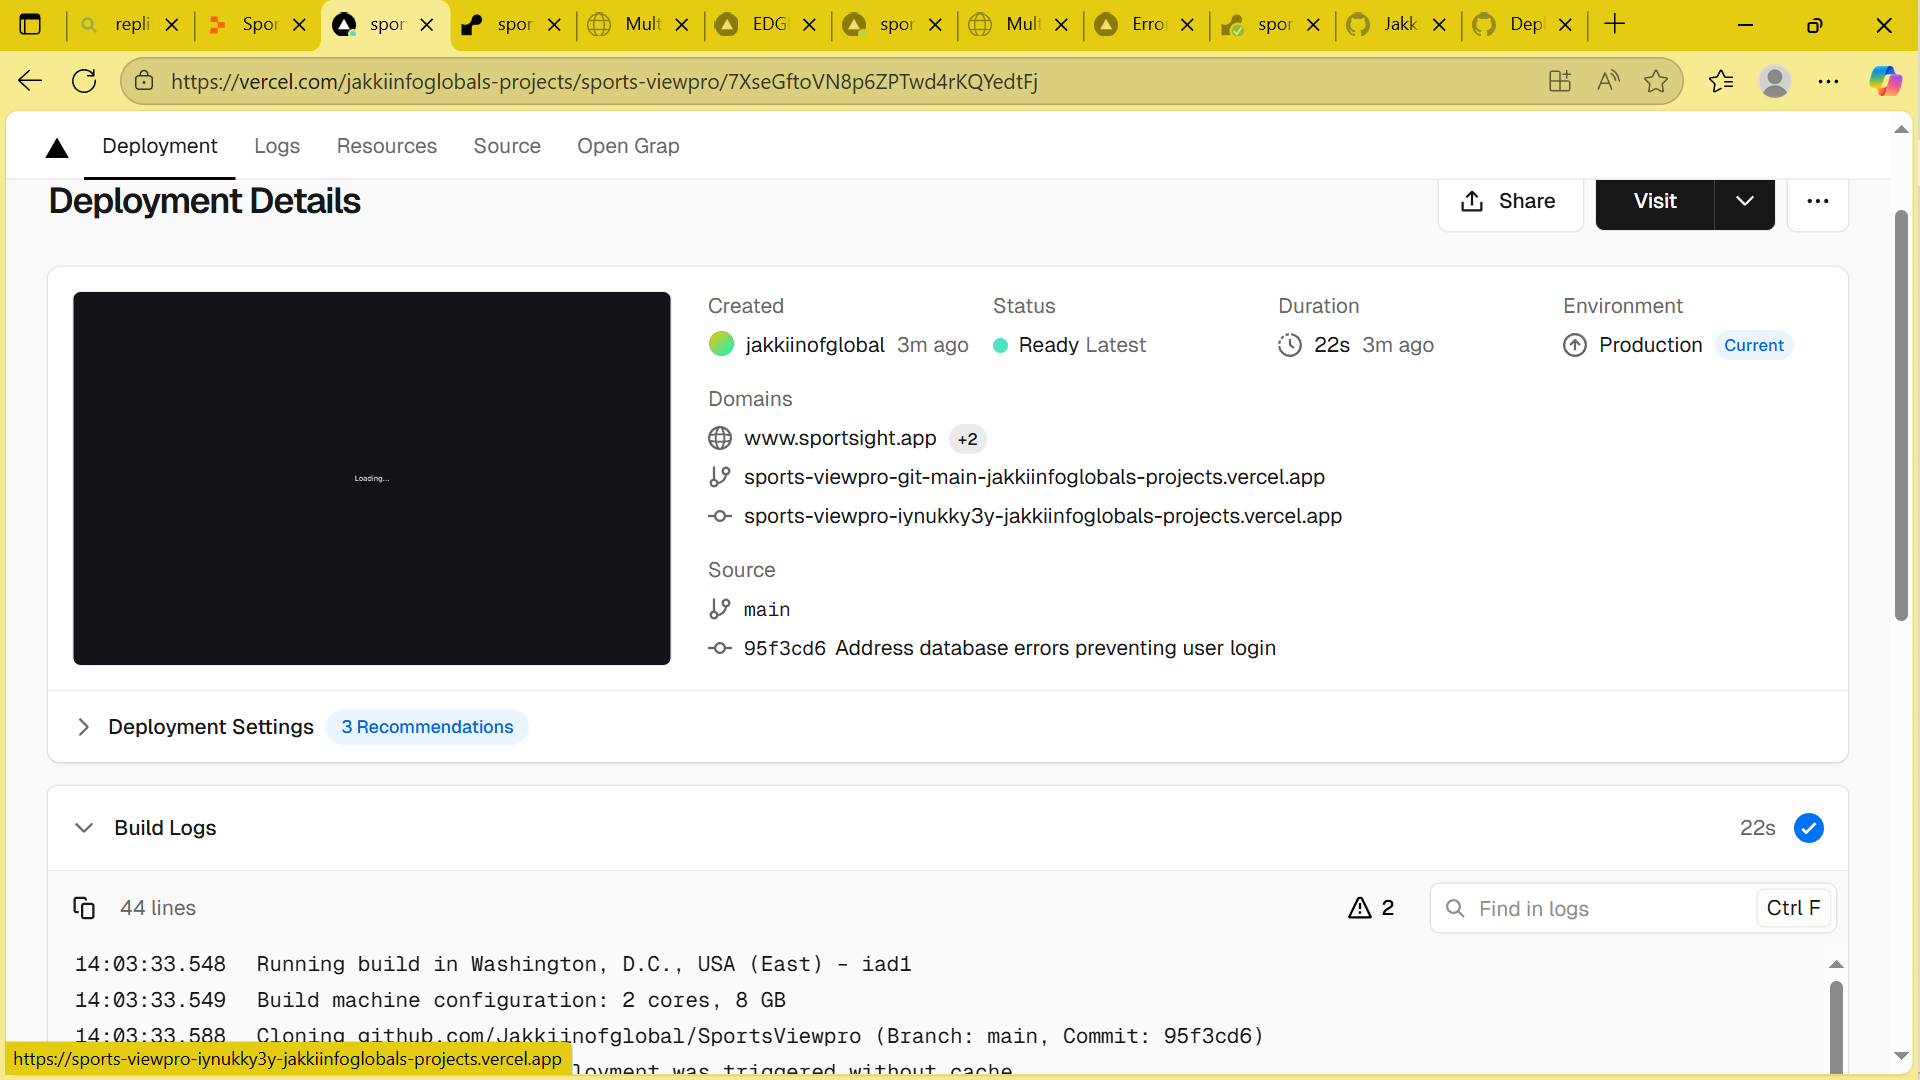 repli
Spor
spor
spor
Mult
EDG
spor
Mult
Erro
spor
Jakk
Depl
https://vercel.com/jakkiinfoglobals-projects/sports-viewpro/7XseGftoVN8p6ZPTwd4rKQYedtFj
Deployment
Logs
Resources
Source
Open Grap
Deployment Details
Share
Visit
Loading...
Created
Status
Duration
Environment
jakkiinofglobal 3m ago
Ready Latest
22s 3m ago
Production Current
Domains
www.sportsight.app +2
sports-viewpro-git-main-jakkiinfoglobals-projects.vercel.app
sports-viewpro-iynukky3y-jakkiinfoglobals-projects.vercel.app
Source
main
95f3cd6 Address database errors preventing user login
Deployment Settings 3 Recommendations
Build Logs
22s
44 lines
2
Find in logs
Ctrl F
14:03:33.548 Running build in Washington, D.C., USA (East) – iad1
14:03:33.549 Build machine configuration: 2 cores, 8 GB
14:03:33.588 Cloning github.com/Jakkiinofglobal/SportsViewpro (Branch: main, Commit: 95f3cd6)
https://sports-viewpro-iynukky3y-jakkiinfoglobals-projects.vercel.app
loyment was triggered without cache